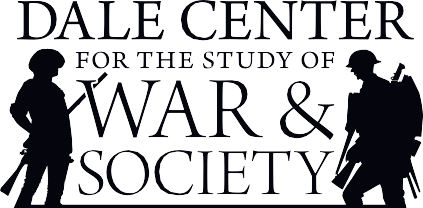 DALE CENTER
FOR THE STUDY OF
WAR &
SOCIETY